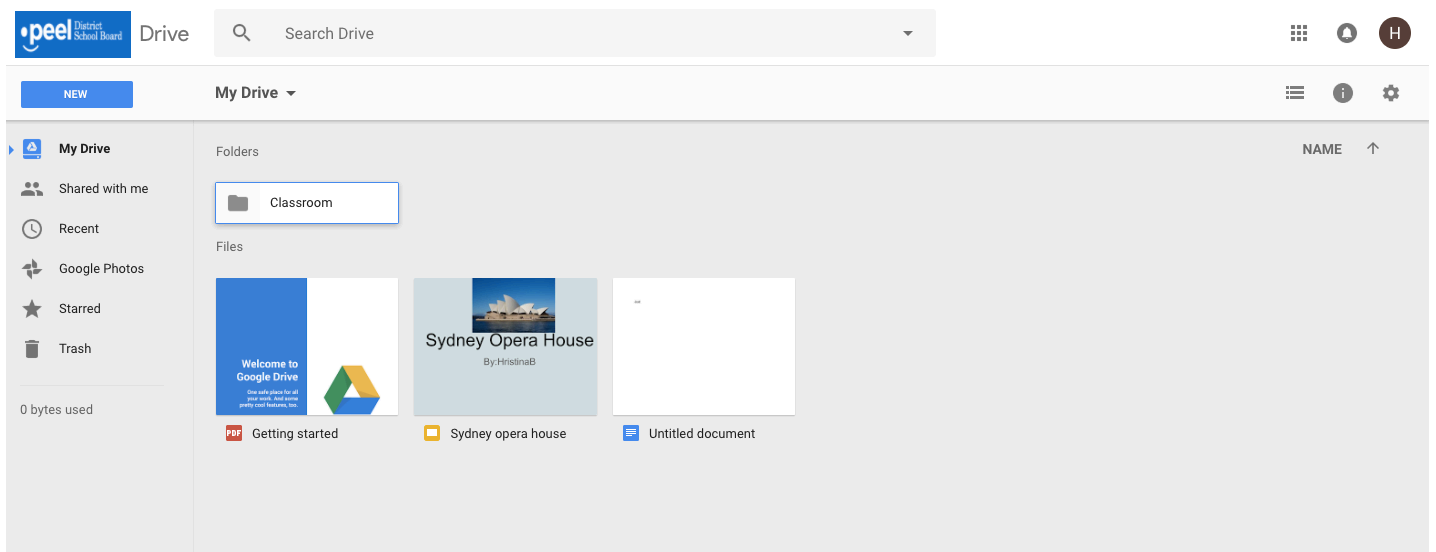 peel District School Board
Drive
Search Drive
H
NEW
My Drive
My Drive
Shared with me
Recent
Google Photos
Starred
Trash
0 bytes used
Folders
NAME
Classroom
Files
Welcome to
Google Drive
One safe place for all
your work. And some
pretty cool features, too.
Sydney Opera House
By:HristinaB
PDF
Getting started
Sydney opera house
Untitled document